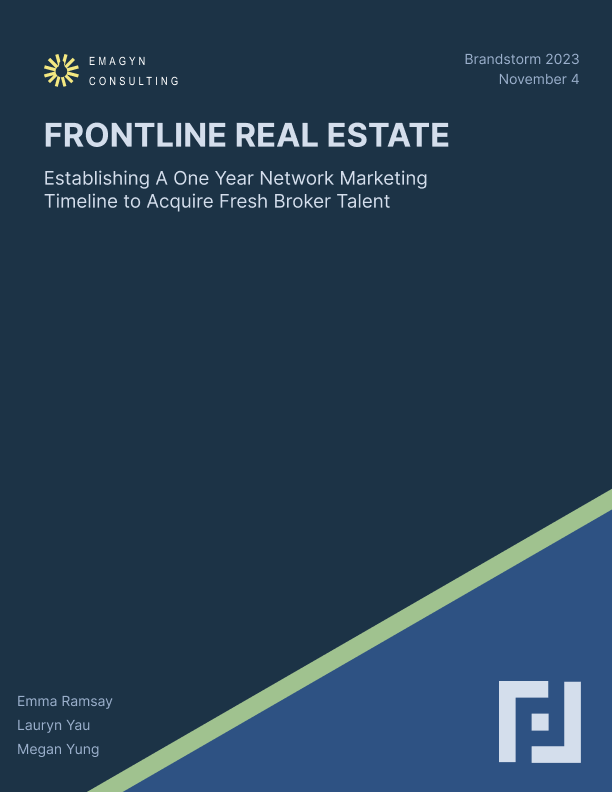 EMAGYN
CONSULTING
Brandstorm 2023
November 4
FRONTLINE REAL ESTATE
Establishing A One Year Network Marketing
Timeline to Acquire Fresh Broker Talent
Emma Ramsay
Lauryn Yau
Megan Yung